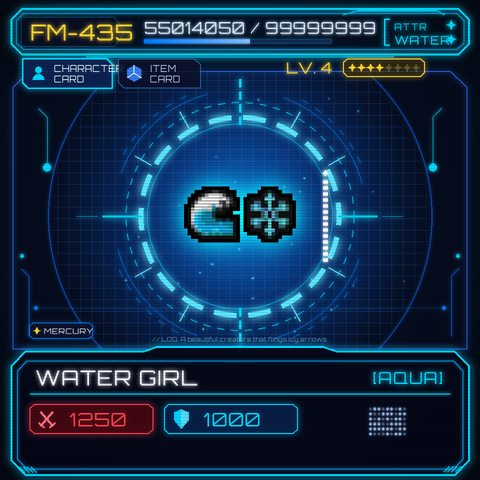 FM-435
55014050 / 99999999
ATTR
WATER
CHARACTER
CARD
ITEM
CARD
LV. 4
MERCURY
// LOG: A beautiful creature that flings icy arrows.
WATER GIRL
[AQUA]
1250
1000